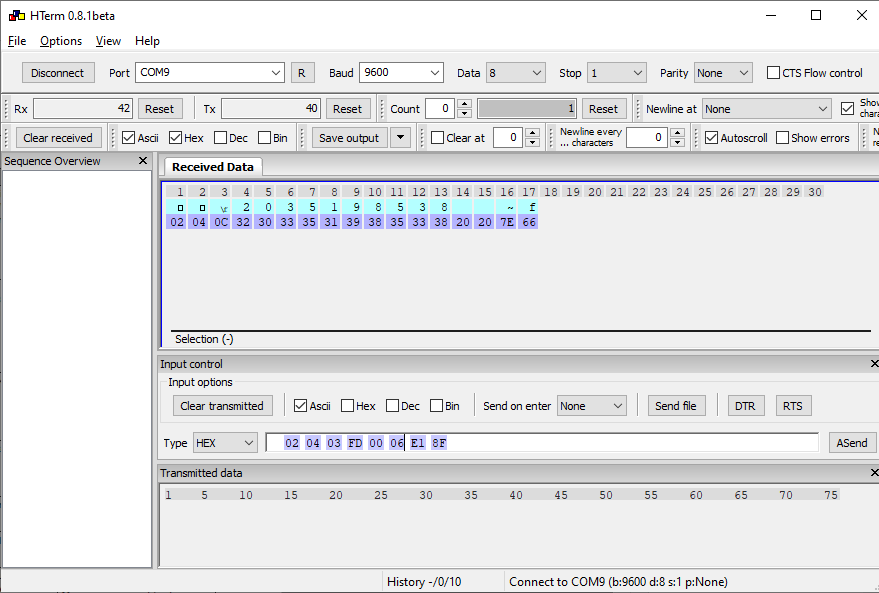 HTerm 0.8.1beta
File Options View Help
Disconnect Port COM9 R Baud 9600 Data 8 Stop 1 Parity None CTS Flow control
Rx 42 Reset Tx 40 Reset Count 0 1 Reset Newline at None Show
Clear received Ascii Hex Dec Bin Save output Clear at 0 Newline every ... characters 0 Autoscroll Show errors
Sequence Overview
Received Data
1 2 3 4 5 6 7 8 9 10 11 12 13 14 15 16 17 18 19 20 21 22 23 24 25 26 27 28 29 30
\r 2 0 3 5 1 9 8 5 3 8 ~ f
02 04 0C 32 30 33 35 31 39 38 35 33 38 20 20 7E 66
Selection (-)
Input control
Input options
Clear transmitted Ascii Hex Dec Bin Send on enter None Send file DTR RTS
Type HEX 02 04 03 FD 00 06 E1 8F ASend
Transmitted data
1 5 10 15 20 25 30 35 40 45 50 55 60 65 70 75
History -/0/10 Connect to COM9 (b:9600 d:8 s:1 p:None)